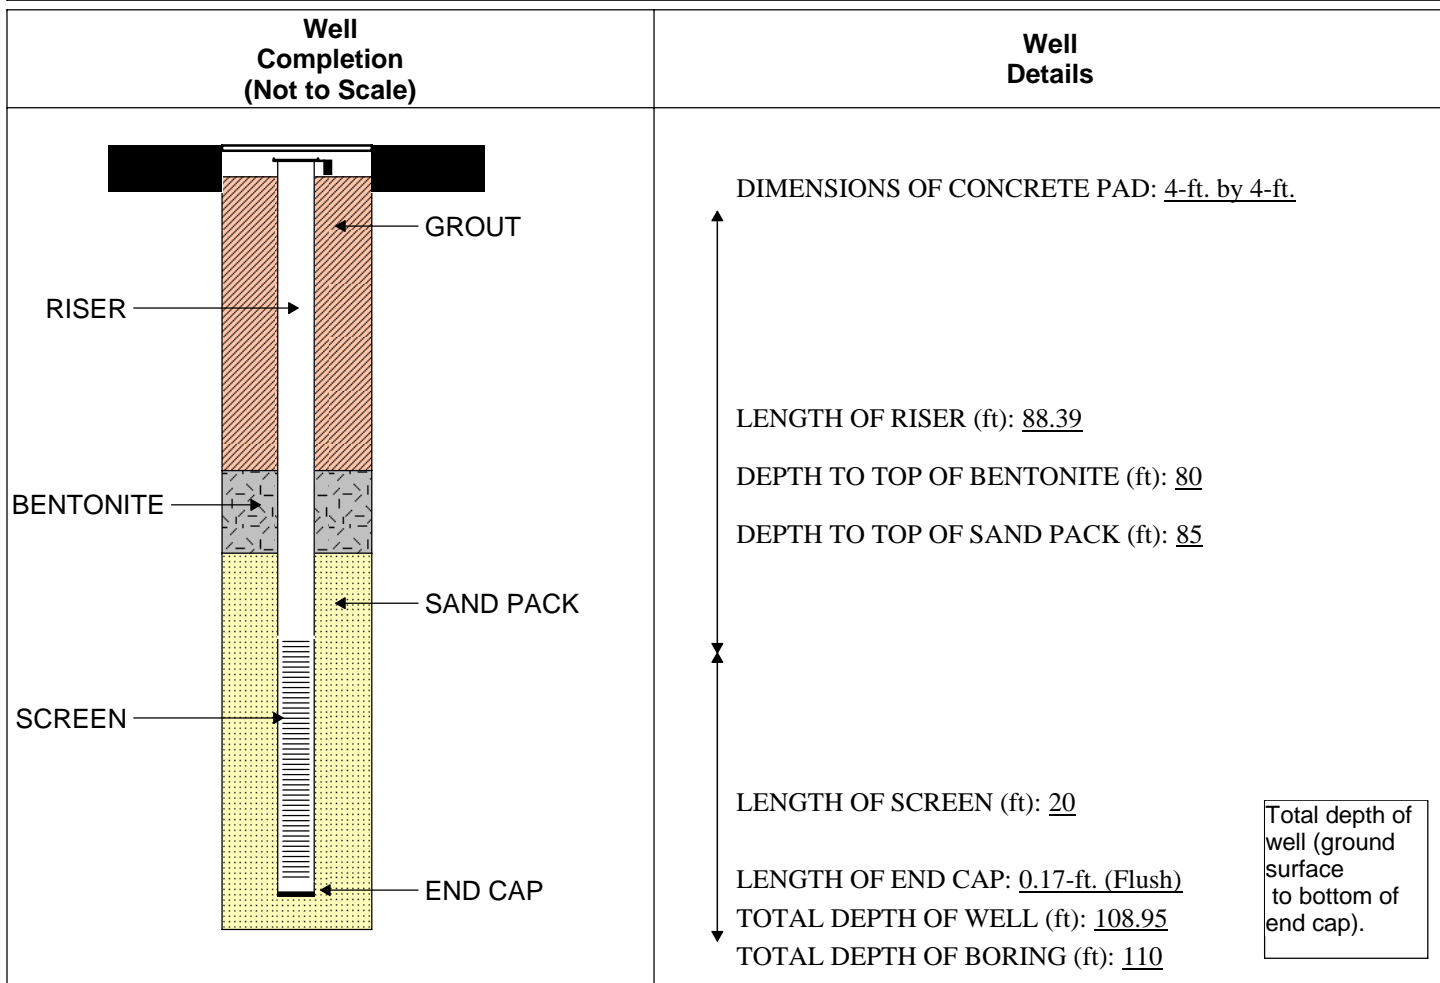 Well
Completion
(Not to Scale)
Well
Details
GROUT
RISER
BENTONITE
SAND PACK
SCREEN
END CAP
DIMENSIONS OF CONCRETE PAD: 4-ft. by 4-ft.
LENGTH OF RISER (ft): 88.39
DEPTH TO TOP OF BENTONITE (ft): 80
DEPTH TO TOP OF SAND PACK (ft): 85
LENGTH OF SCREEN (ft): 20
LENGTH OF END CAP: 0.17-ft. (Flush)
TOTAL DEPTH OF WELL (ft): 108.95
TOTAL DEPTH OF BORING (ft): 110
Total depth of
well (ground
surface
to bottom of
end cap).